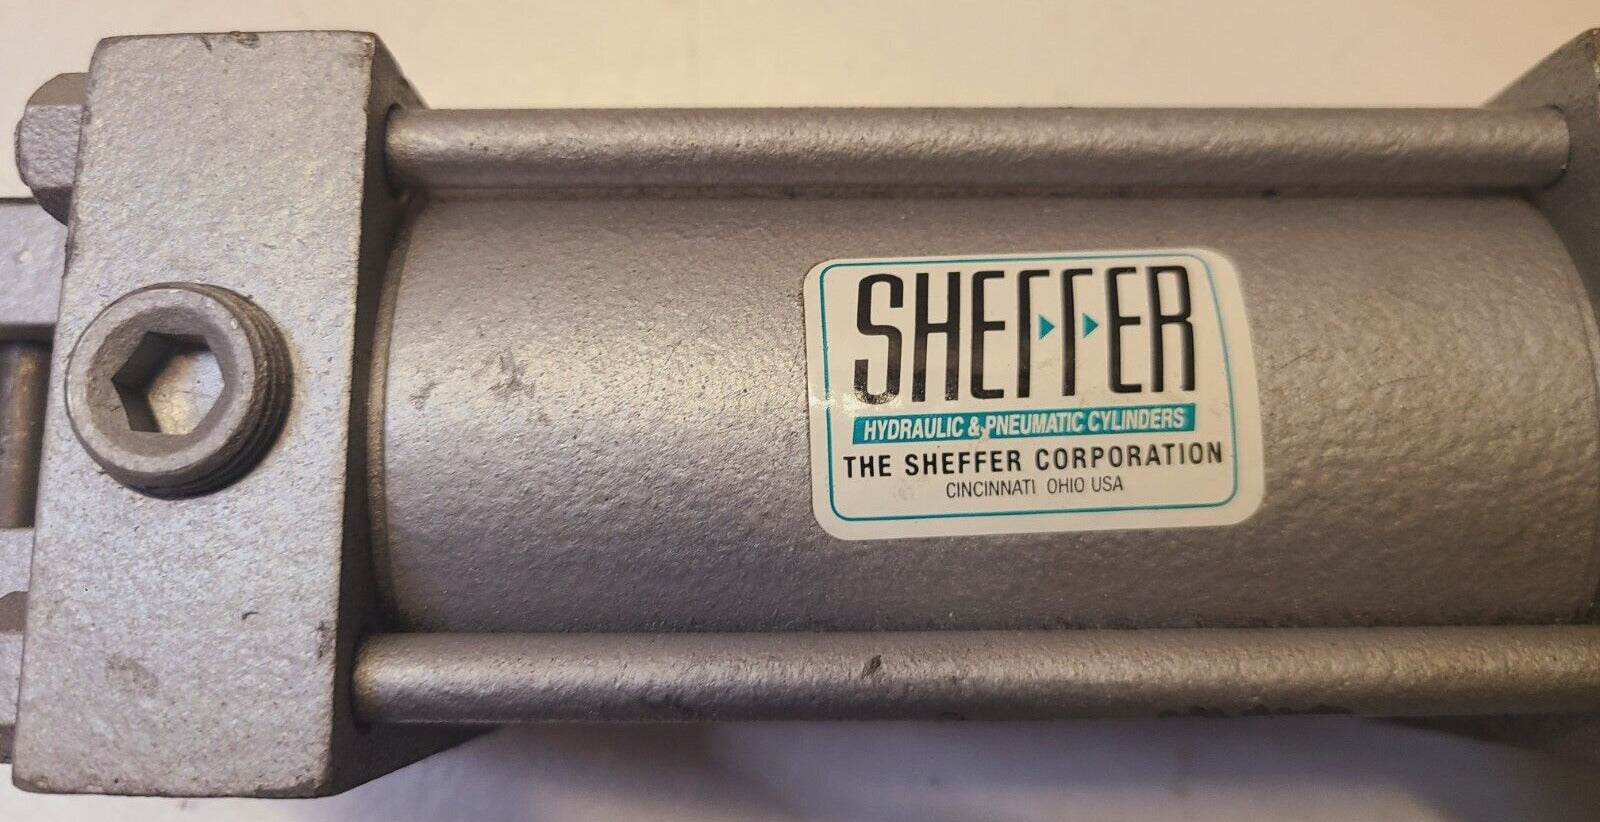 SHEFFER
HYDRAULIC & PNEUMATIC CYLINDERS
THE SHEFFER CORPORATION
CINCINNATI OHIO USA